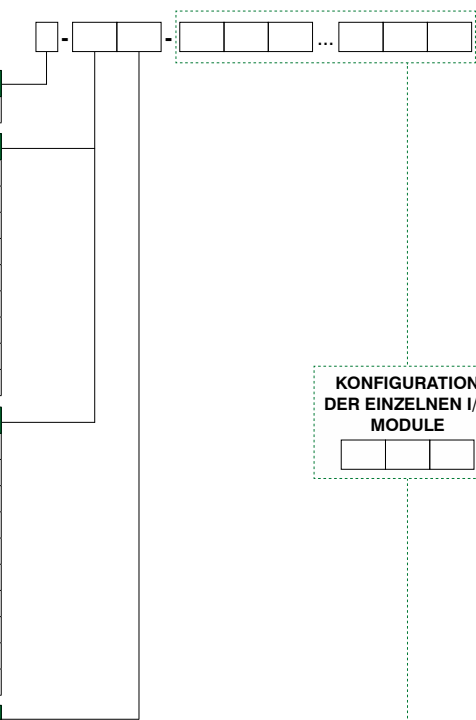 - - ...
KONFIGURATION
DER EINZELNEN I/
MODULE